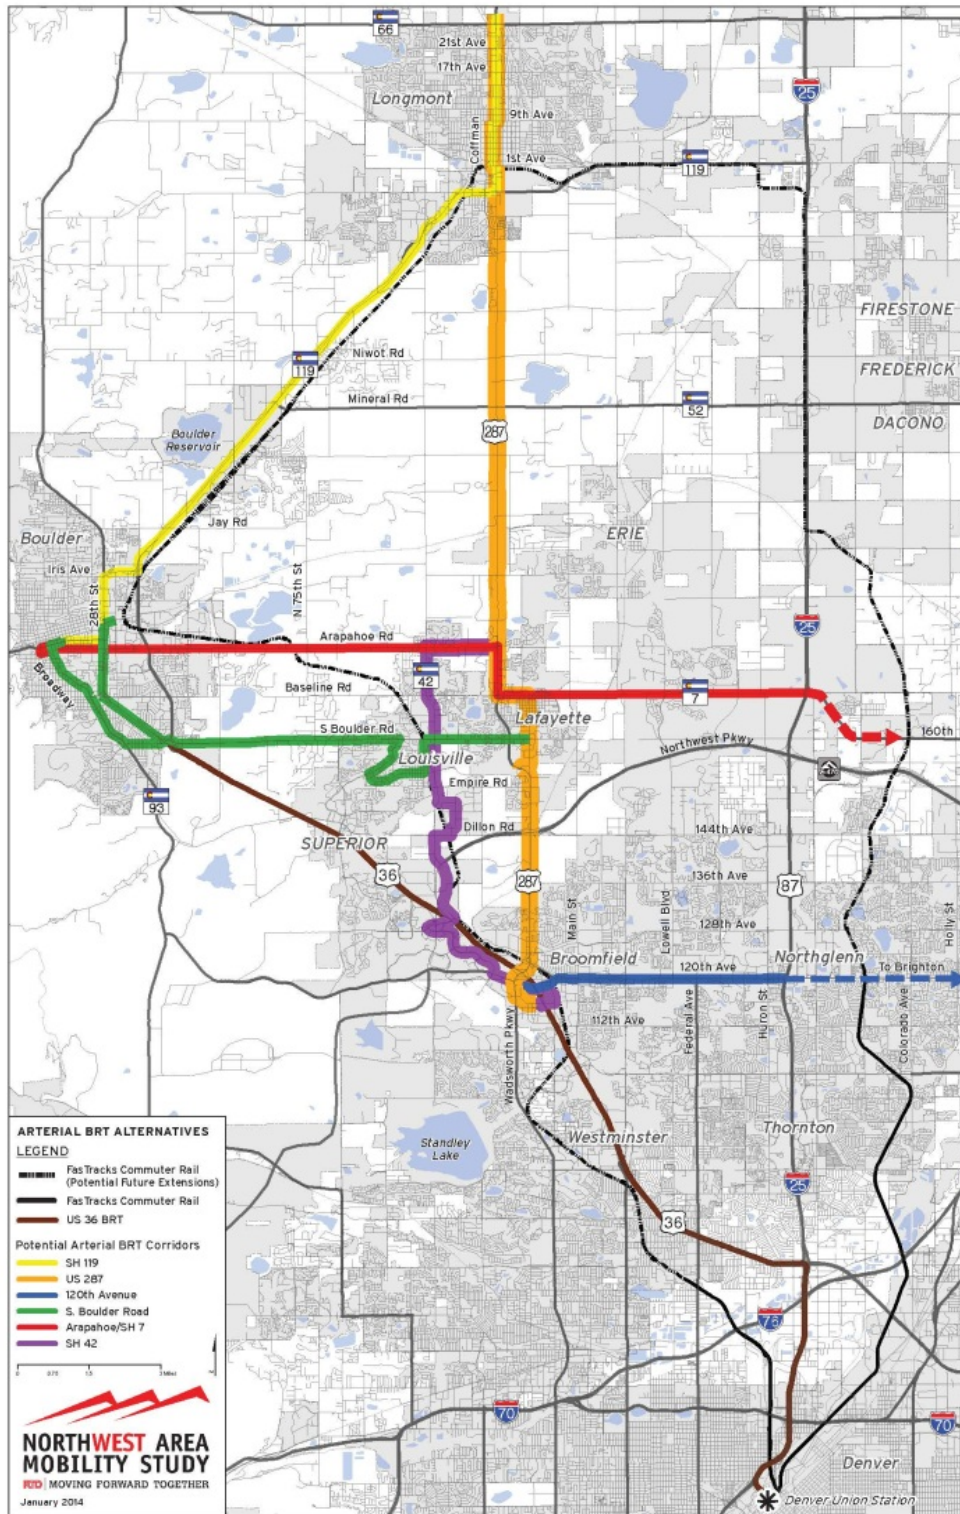 66
21st Ave
17th Ave
Longmont
25
9th Ave
Coffman
1st Ave
119
FIRESTONE
Niwot Rd
119
FREDERICK
Mineral Rd
52
DACONO
287
Boulder
Reservoir
Jay Rd
Boulder
ERIE
Iris Ave
28th St
N 75th St
25
Arapahoe Rd
Broadway
42
Baseline Rd
7
Lafayette
S Boulder Rd
160th
Northwest Pkwy
Louisville
Empire Rd
93
Dillon Rd
144th Ave
SUPERIOR
36
136th Ave
287
87
Main St
Lowell Blvd
128th Ave
Holly St
Broomfield
Northglenn
120th Ave
To Brighton
Wadsworth Pkwy
112th Ave
Federal Ave
Huron St
Colorado Ave
Standley
Lake
Westminster
Thornton
25
36
76
70
70
Denver
Denver Union Station
ARTERIAL BRT ALTERNATIVES
LEGEND
FasTracks Commuter Rail
(Potential Future Extensions)
FasTracks Commuter Rail
US 36 BRT
Potential Arterial BRT Corridors
SH 119
US 287
120th Avenue
S. Boulder Road
Arapahoe/SH 7
SH 42
0 0.75 1.5 3 Miles
NORTHWEST AREA
MOBILITY STUDY
RTD MOVING FORWARD TOGETHER
January 2014